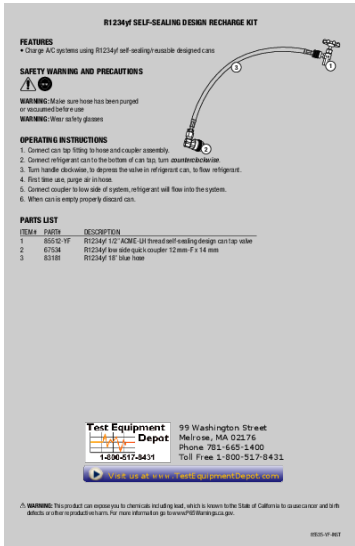 R1234yf SELF-SEALING DESIGN RECHARGE KIT
FEATURES
• Charge A/C systems using R1234yf self-sealing/reusable designed cans
SAFETY WARNING AND PRECAUTIONS
WARNING: Make sure hose has been purged
or vacuumed before use
WARNING: Wear safety glasses
3
1
2
OPERATING INSTRUCTIONS
1. Connect can tap fitting to hose and coupler assembly.
2. Connect refrigerant can to the bottom of can tap, turn counterclockwise.
3. Turn handle clockwise, to depress the valve in refrigerant can, to flow refrigerant.
4. First time use, purge air in hose.
5. Connect coupler to low side of system, refrigerant will flow into the system.
6. When can is empty properly discard can.
PARTS LIST
ITEM# PART# DESCRIPTION
1 85512-YF R1234yf 1/2" ACME-LH thread self-sealing design can tap valve
2 67534 R1234yf low side quick coupler 12 mm-F x 14 mm
3 83181 R1234yf 18" blue hose
Test Equipment
Depot
1-800-517-8431
99 Washington Street
Melrose, MA 02176
Phone 781-665-1400
Toll Free 1-800-517-8431
Visit us at www.TestEquipmentDepot.com
WARNING: This product can expose you to chemicals including lead, which is known to the State of California to cause cancer and birth
defects or other reproductive harm. For more information go to www.P65Warnings.ca.gov.